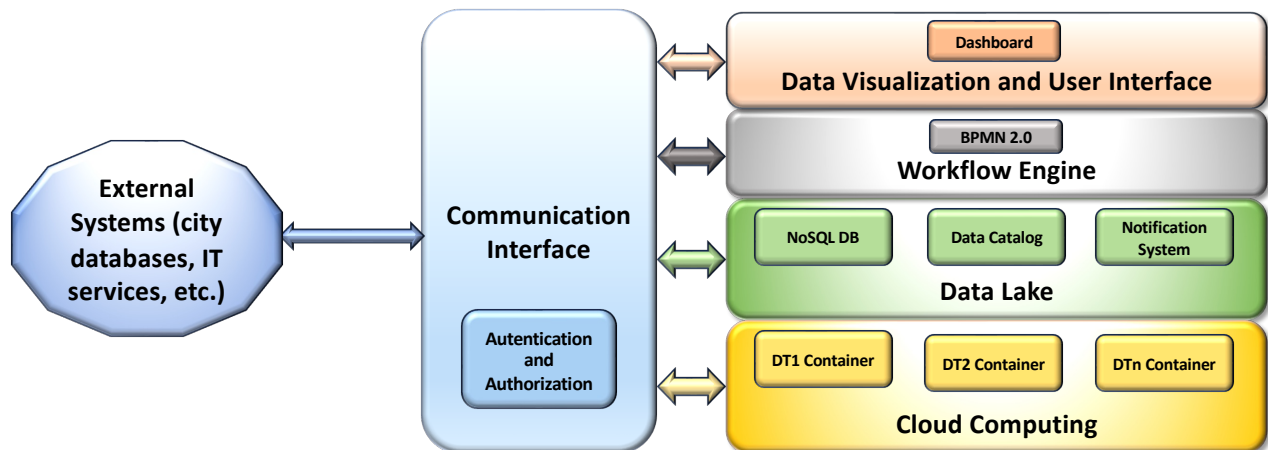 External
Systems (city
databases, IT
services, etc.)
Communication
Interface
Autentication
and
Authorization
Dashboard
Data Visualization and User Interface
BPMN 2.0
Workflow Engine
NoSQL DB
Data Catalog
Notification
System
Data Lake
DT1 Container
DT2 Container
DTn Container
Cloud Computing